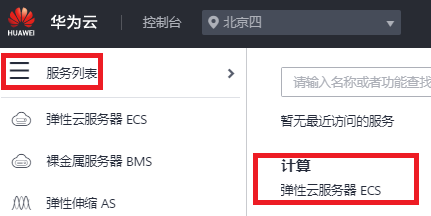 HUAWEI 华为云 控制台 北京四
服务列表
弹性云服务器 ECS
裸金属服务器 BMS
弹性伸缩 AS
请输入名称或者功能查找
暂无最近访问的服务
计算
弹性云服务器 ECS